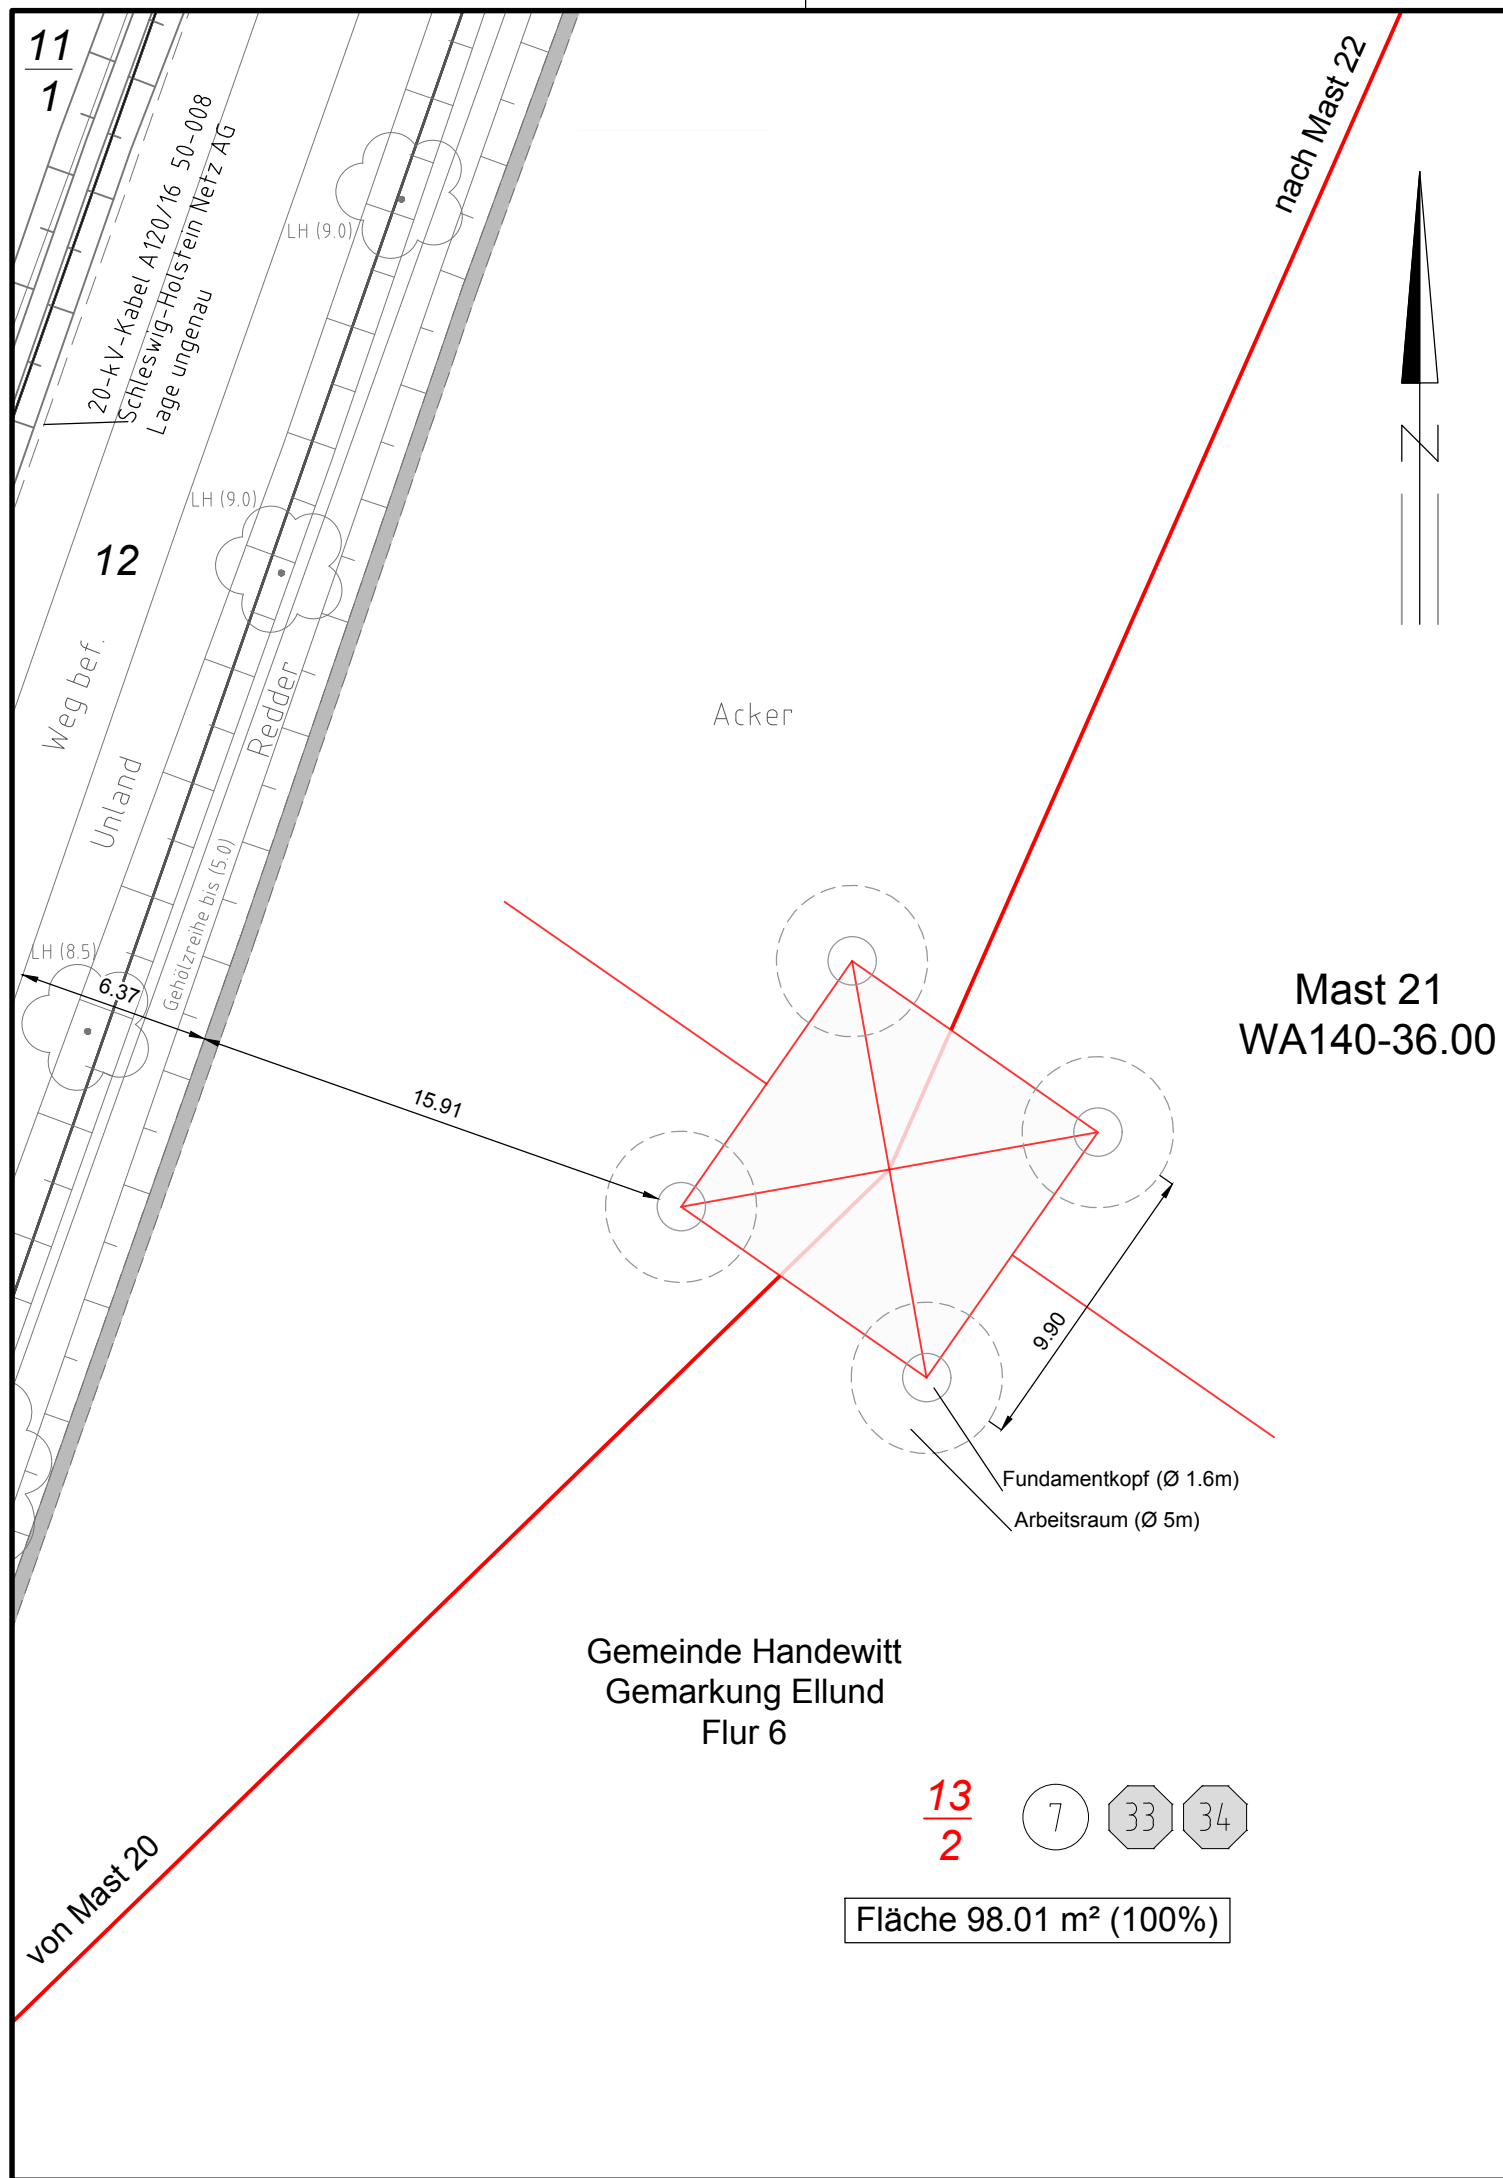 11
1
20-kV-Kabel A120/16 50-008
Schleswig-Holstein Netz AG
Lage ungenau
LH (9.0)
nach Mast 22
N
LH (9.0)
12
Weg bef.
Unland
Redder
Acker
Gehölzreihe bis (5.0)
LH (8.5)
6.37
15.91
Mast 21
WA140-36.00
9.90
Fundamentkopf (Ø 1.6m)
Arbeitsraum (Ø 5m)
Gemeinde Handewitt
Gemarkung Ellund
Flur 6
13
2
7 33 34
von Mast 20
Fläche 98.01 m² (100%)